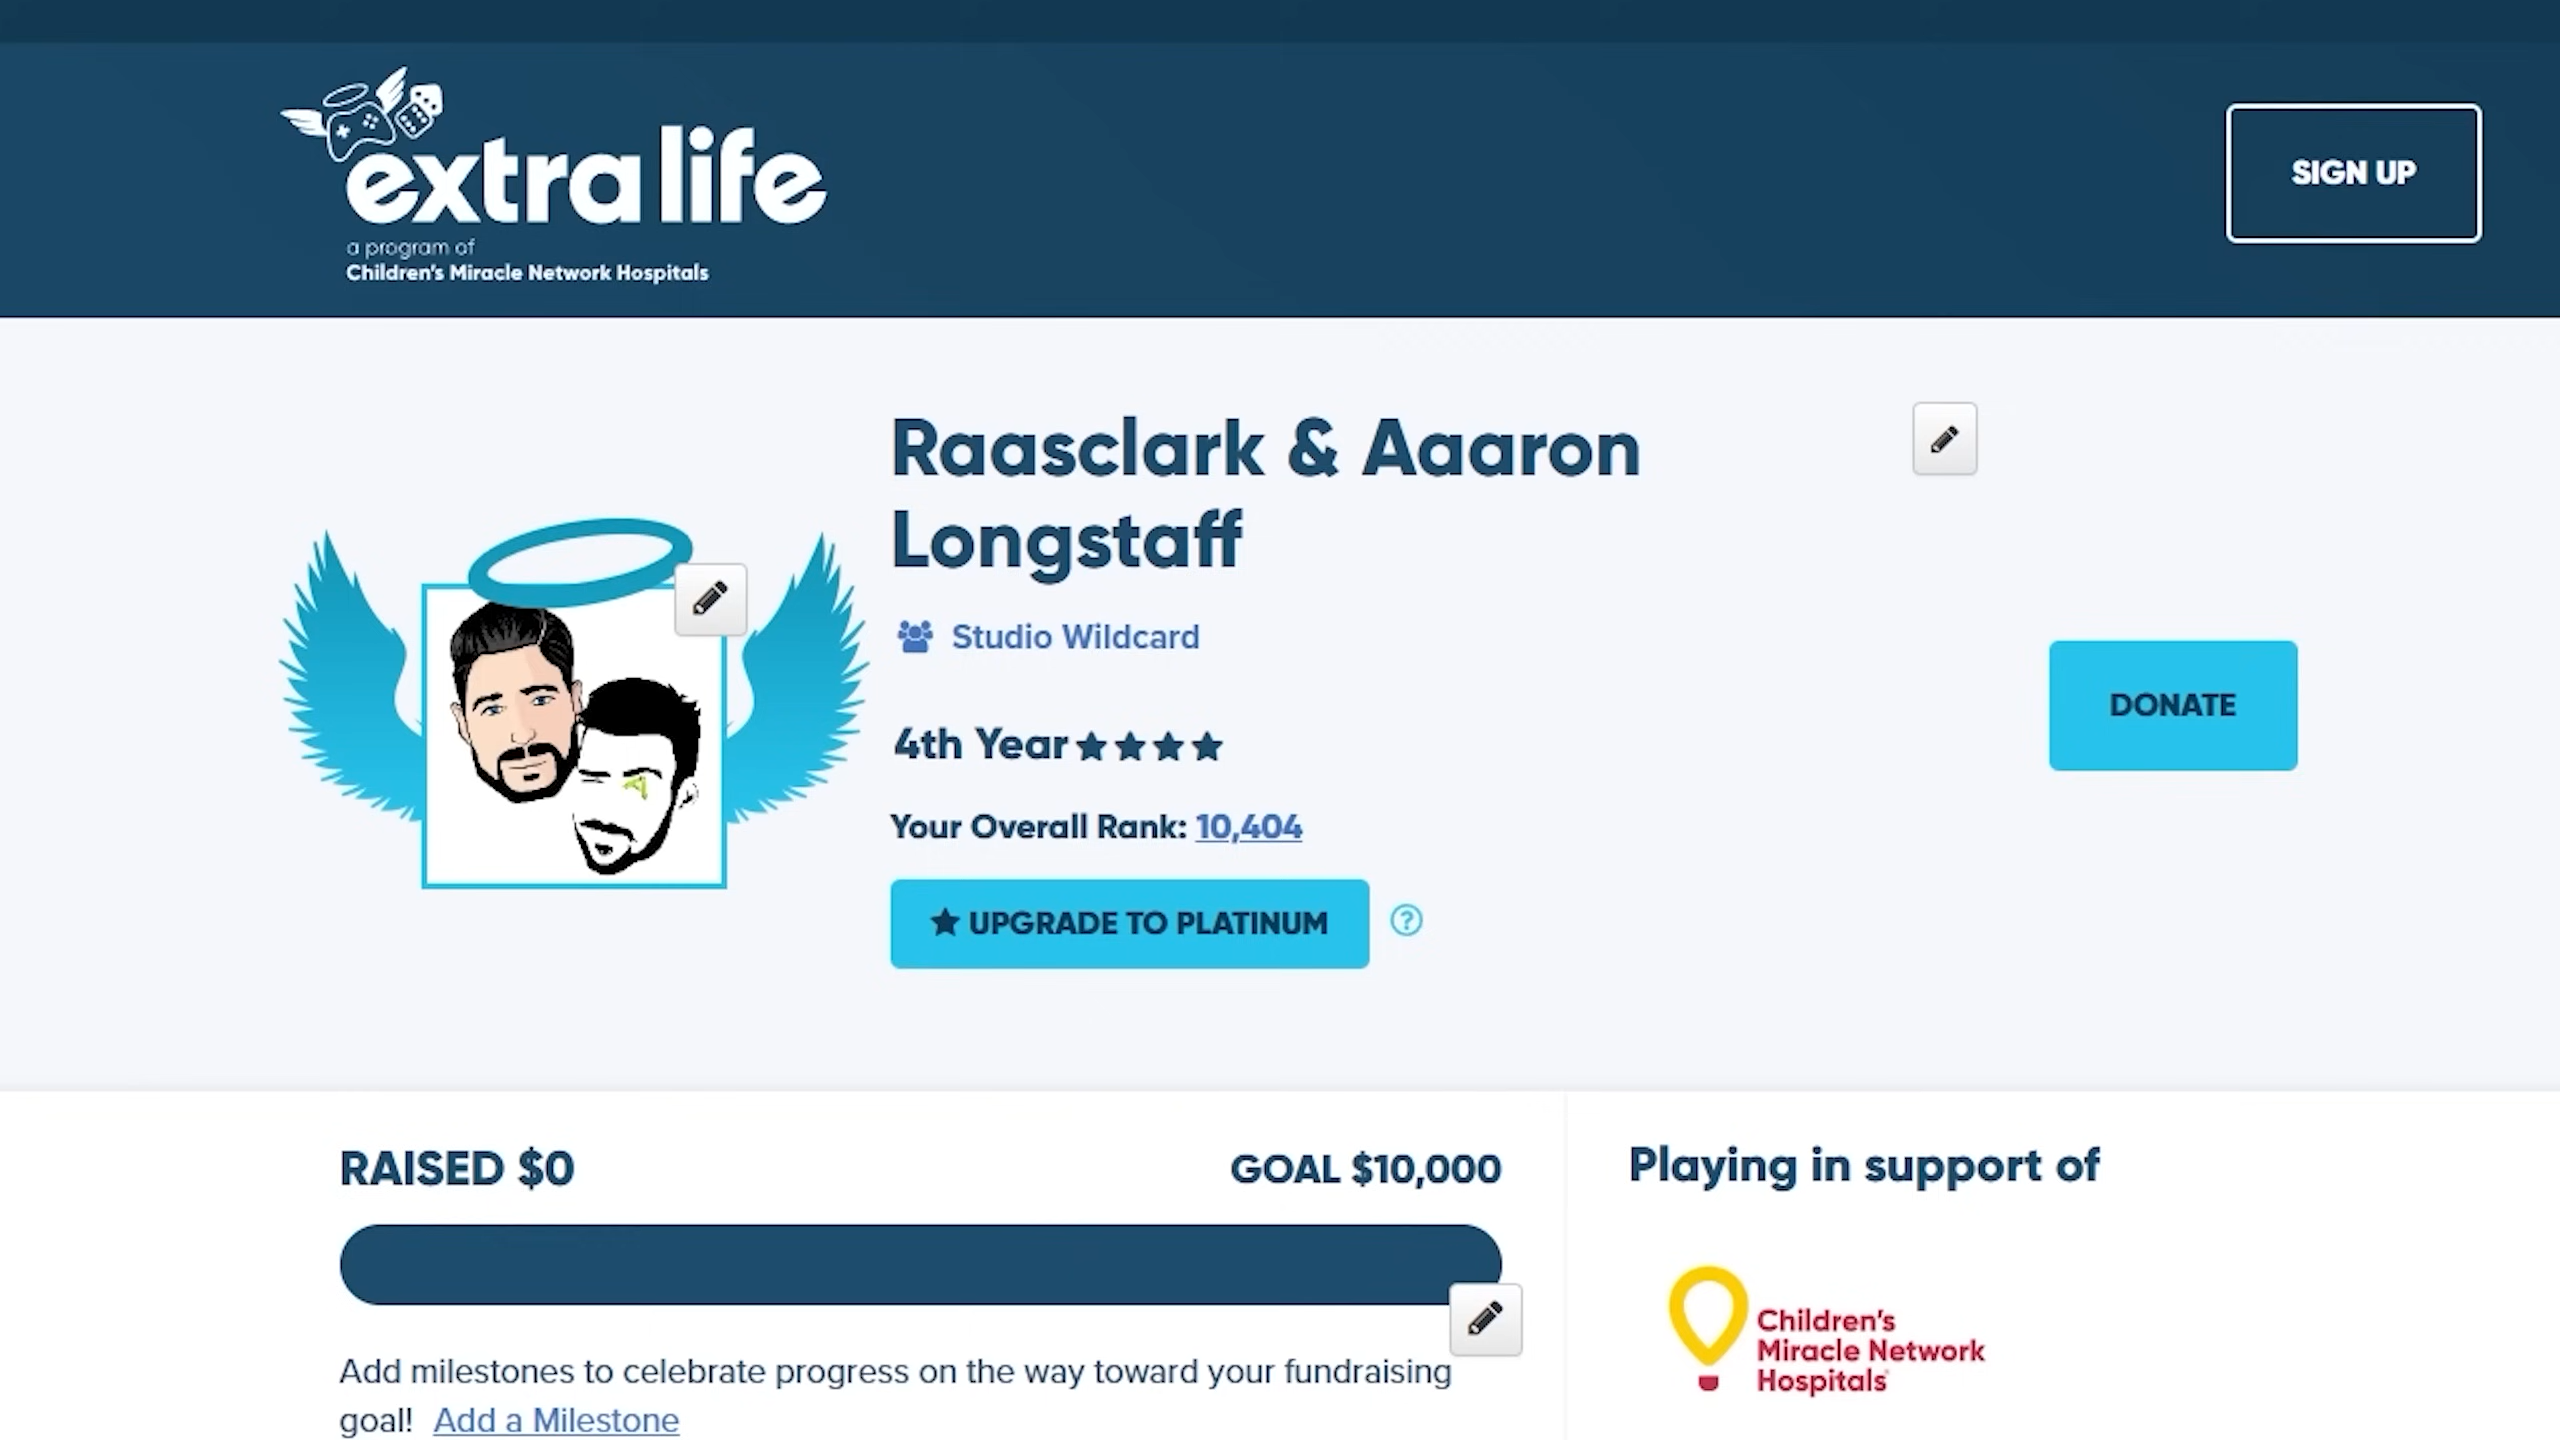 extra life
a program of
Children's Miracle Network Hospitals
SIGN UP
Raasclark & Aaaron
Longstaff
Studio Wildcard
4th Year
Your Overall Rank: 10,404
UPGRADE TO PLATINUM
?
DONATE
RAISED $0
GOAL $10,000
Add milestones to celebrate progress on the way toward your fundraising
goal! Add a Milestone
Playing in support of
Children's
Miracle Network
Hospitals